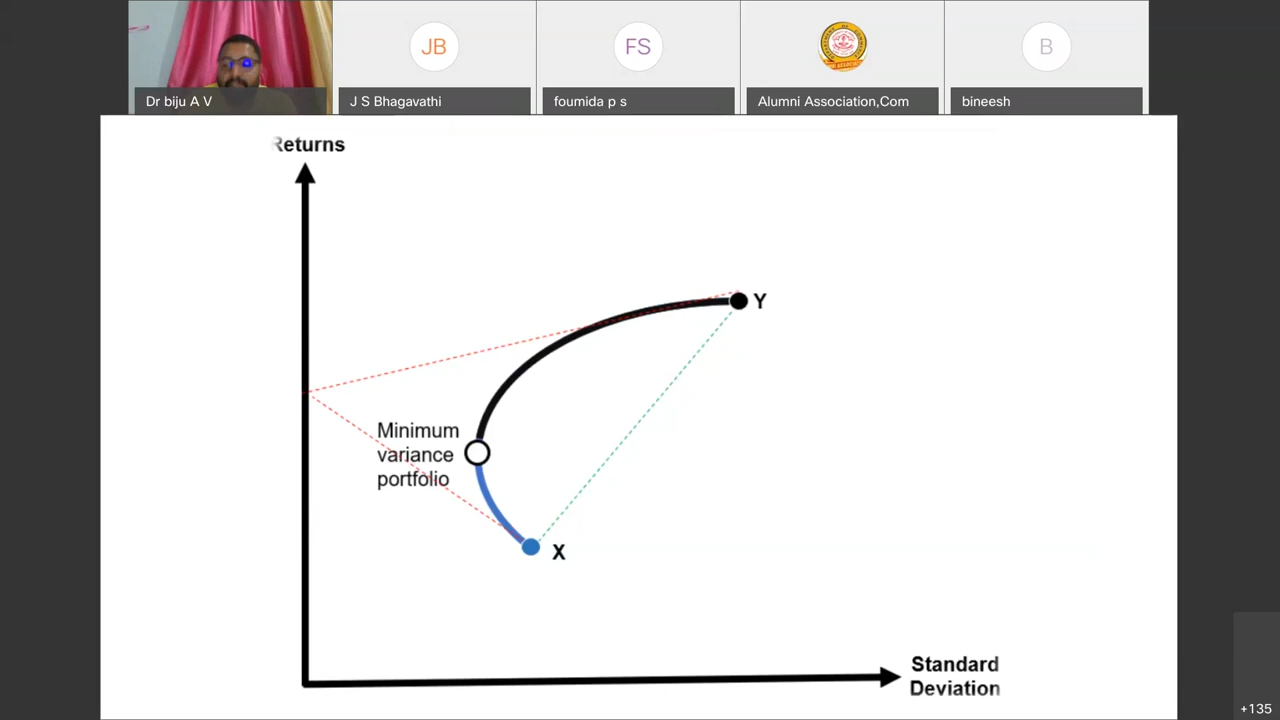 JB
FS
B
Dr biju A V
J S Bhagavathi
foumida p s
Alumni Association,Com
bineesh
Returns
Y
Minimum
variance
portfolio
X
Standard
Deviation
+135